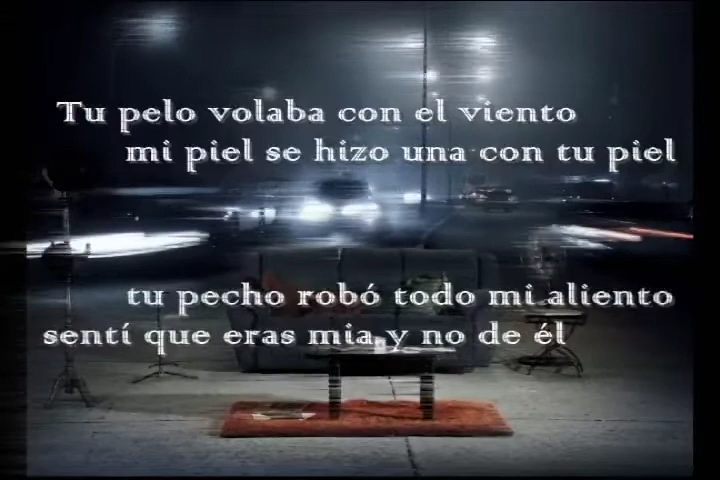 Tu pelo volaba con el viento
mi piel se hizo una con tu piel
tu pecho robó todo mi aliento
sentí que eras mia y no de él